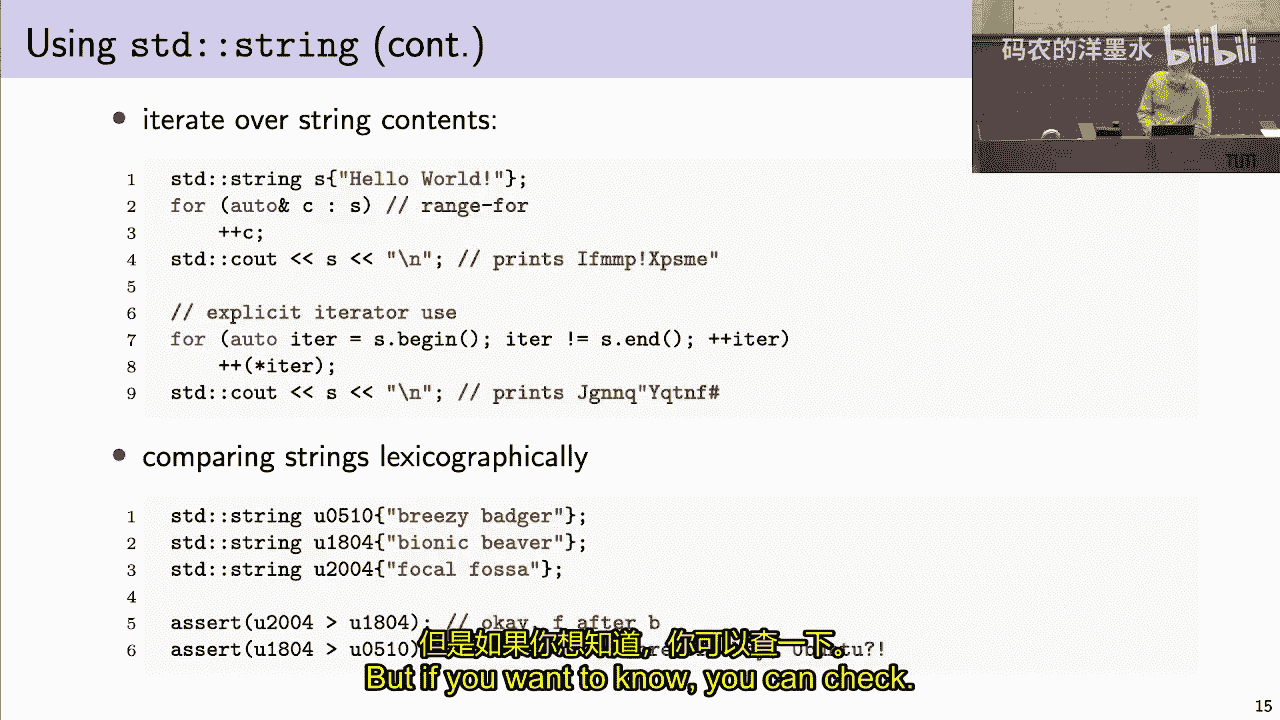 Using std::string (cont.)
码农的洋墨水 bilibili
TUM
• iterate over string contents:
1 std::string s{"Hello World!"};
2 for (auto& c : s) // range-for
3 ++c;
4 std::cout << s << "\n"; // prints Ifmmp!Xpsme"
5
6 // explicit iterator use
7 for (auto iter = s.begin(); iter != s.end(); ++iter)
8 ++(*iter);
9 std::cout << s << "\n"; // prints Jgnnq"Yqtnf#
• comparing strings lexicographically
1 std::string u0510{"breezy badger"};
2 std::string u1804{"bionic beaver"};
3 std::string u2004{"focal fossa"};
4
5 assert(u2004 > u1804); // okay, f after b
6 assert(u1804 > u0510) Ubuntu?!
但是如果你想知道，你可以查一下。
But if you want to know, you can check.
15